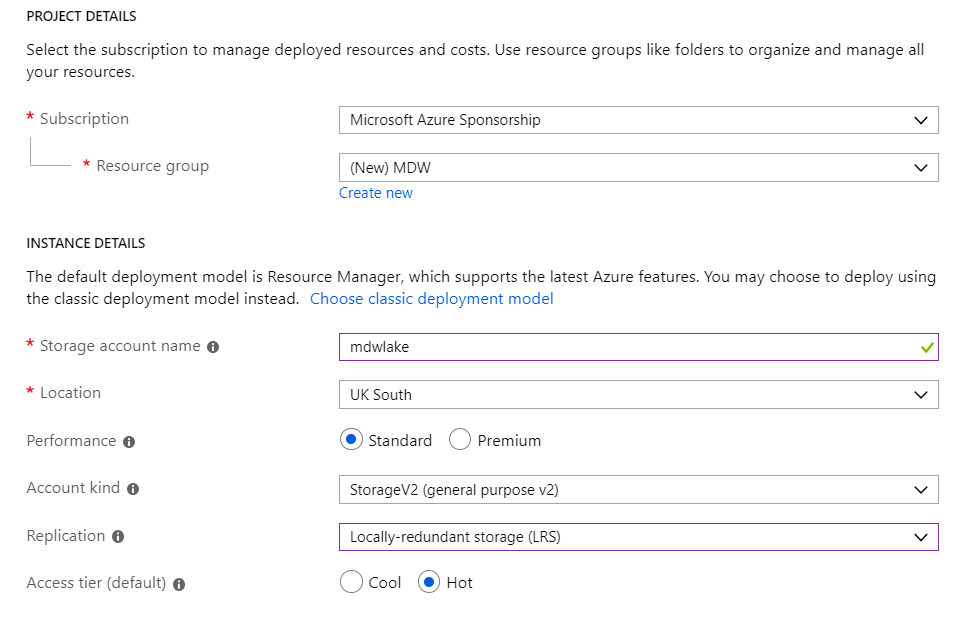 PROJECT DETAILS
Select the subscription to manage deployed resources and costs. Use resource groups like folders to organize and manage all
your resources.
* Subscription
Microsoft Azure Sponsorship
* Resource group
(New) MDW
Create new
INSTANCE DETAILS
The default deployment model is Resource Manager, which supports the latest Azure features. You may choose to deploy using
the classic deployment model instead. Choose classic deployment model
* Storage account name
mdwlake
* Location
UK South
Performance
Standard Premium
Account kind
StorageV2 (general purpose v2)
Replication
Locally-redundant storage (LRS)
Access tier (default)
Cool Hot